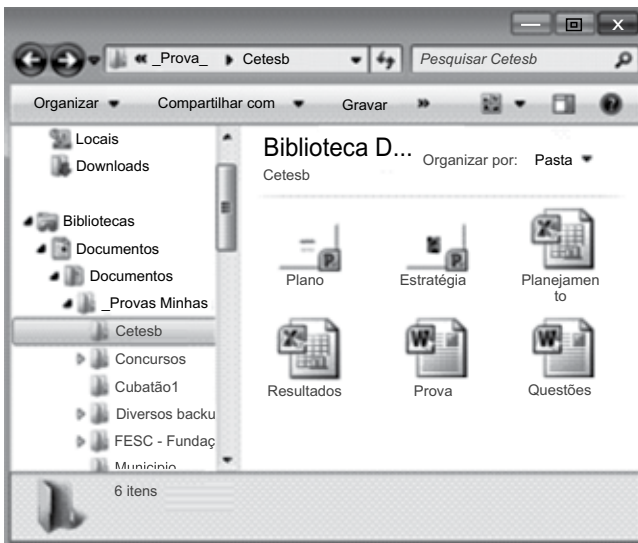 « _Prova_ ▸ Cetesb
Pesquisar Cetesb
Organizar ▾ Compartilhar com ▾ Gravar »
Locais
Downloads
Bibliotecas
Documentos
Documentos
_Provas Minhas
Cetesb
Concursos
Cubatão1
Diversos backu
FESC - Fundaç
Municipio
Biblioteca D...
Cetesb
Organizar por: Pasta ▾
Plano
Estratégia
Planejamen
to
Resultados
Prova
Questões
6 itens